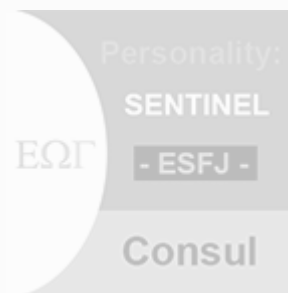 Personality:
SENTINEL
ΕΩΓ
- ESFJ -
Consul